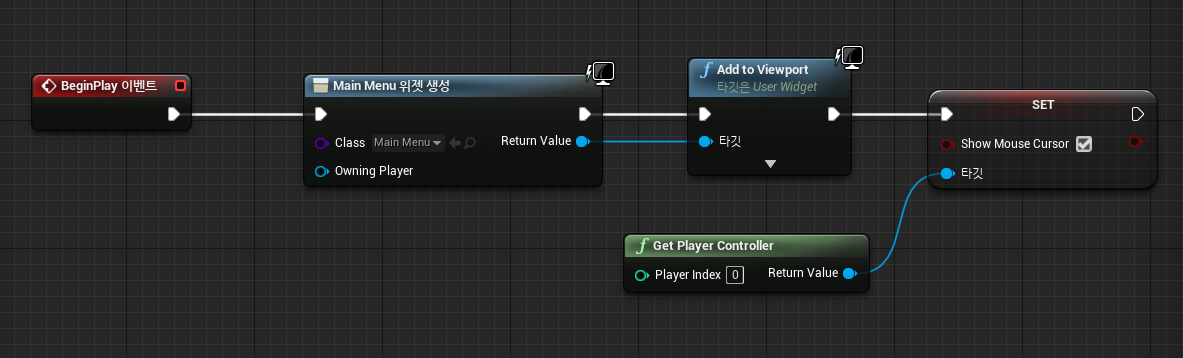 BeginPlay 이벤트
Main Menu 위젯 생성
Class Main Menu
Return Value
Owning Player
Add to Viewport
타깃은 User Widget
타깃
SET
Show Mouse Cursor
타깃
Get Player Controller
Player Index 0
Return Value